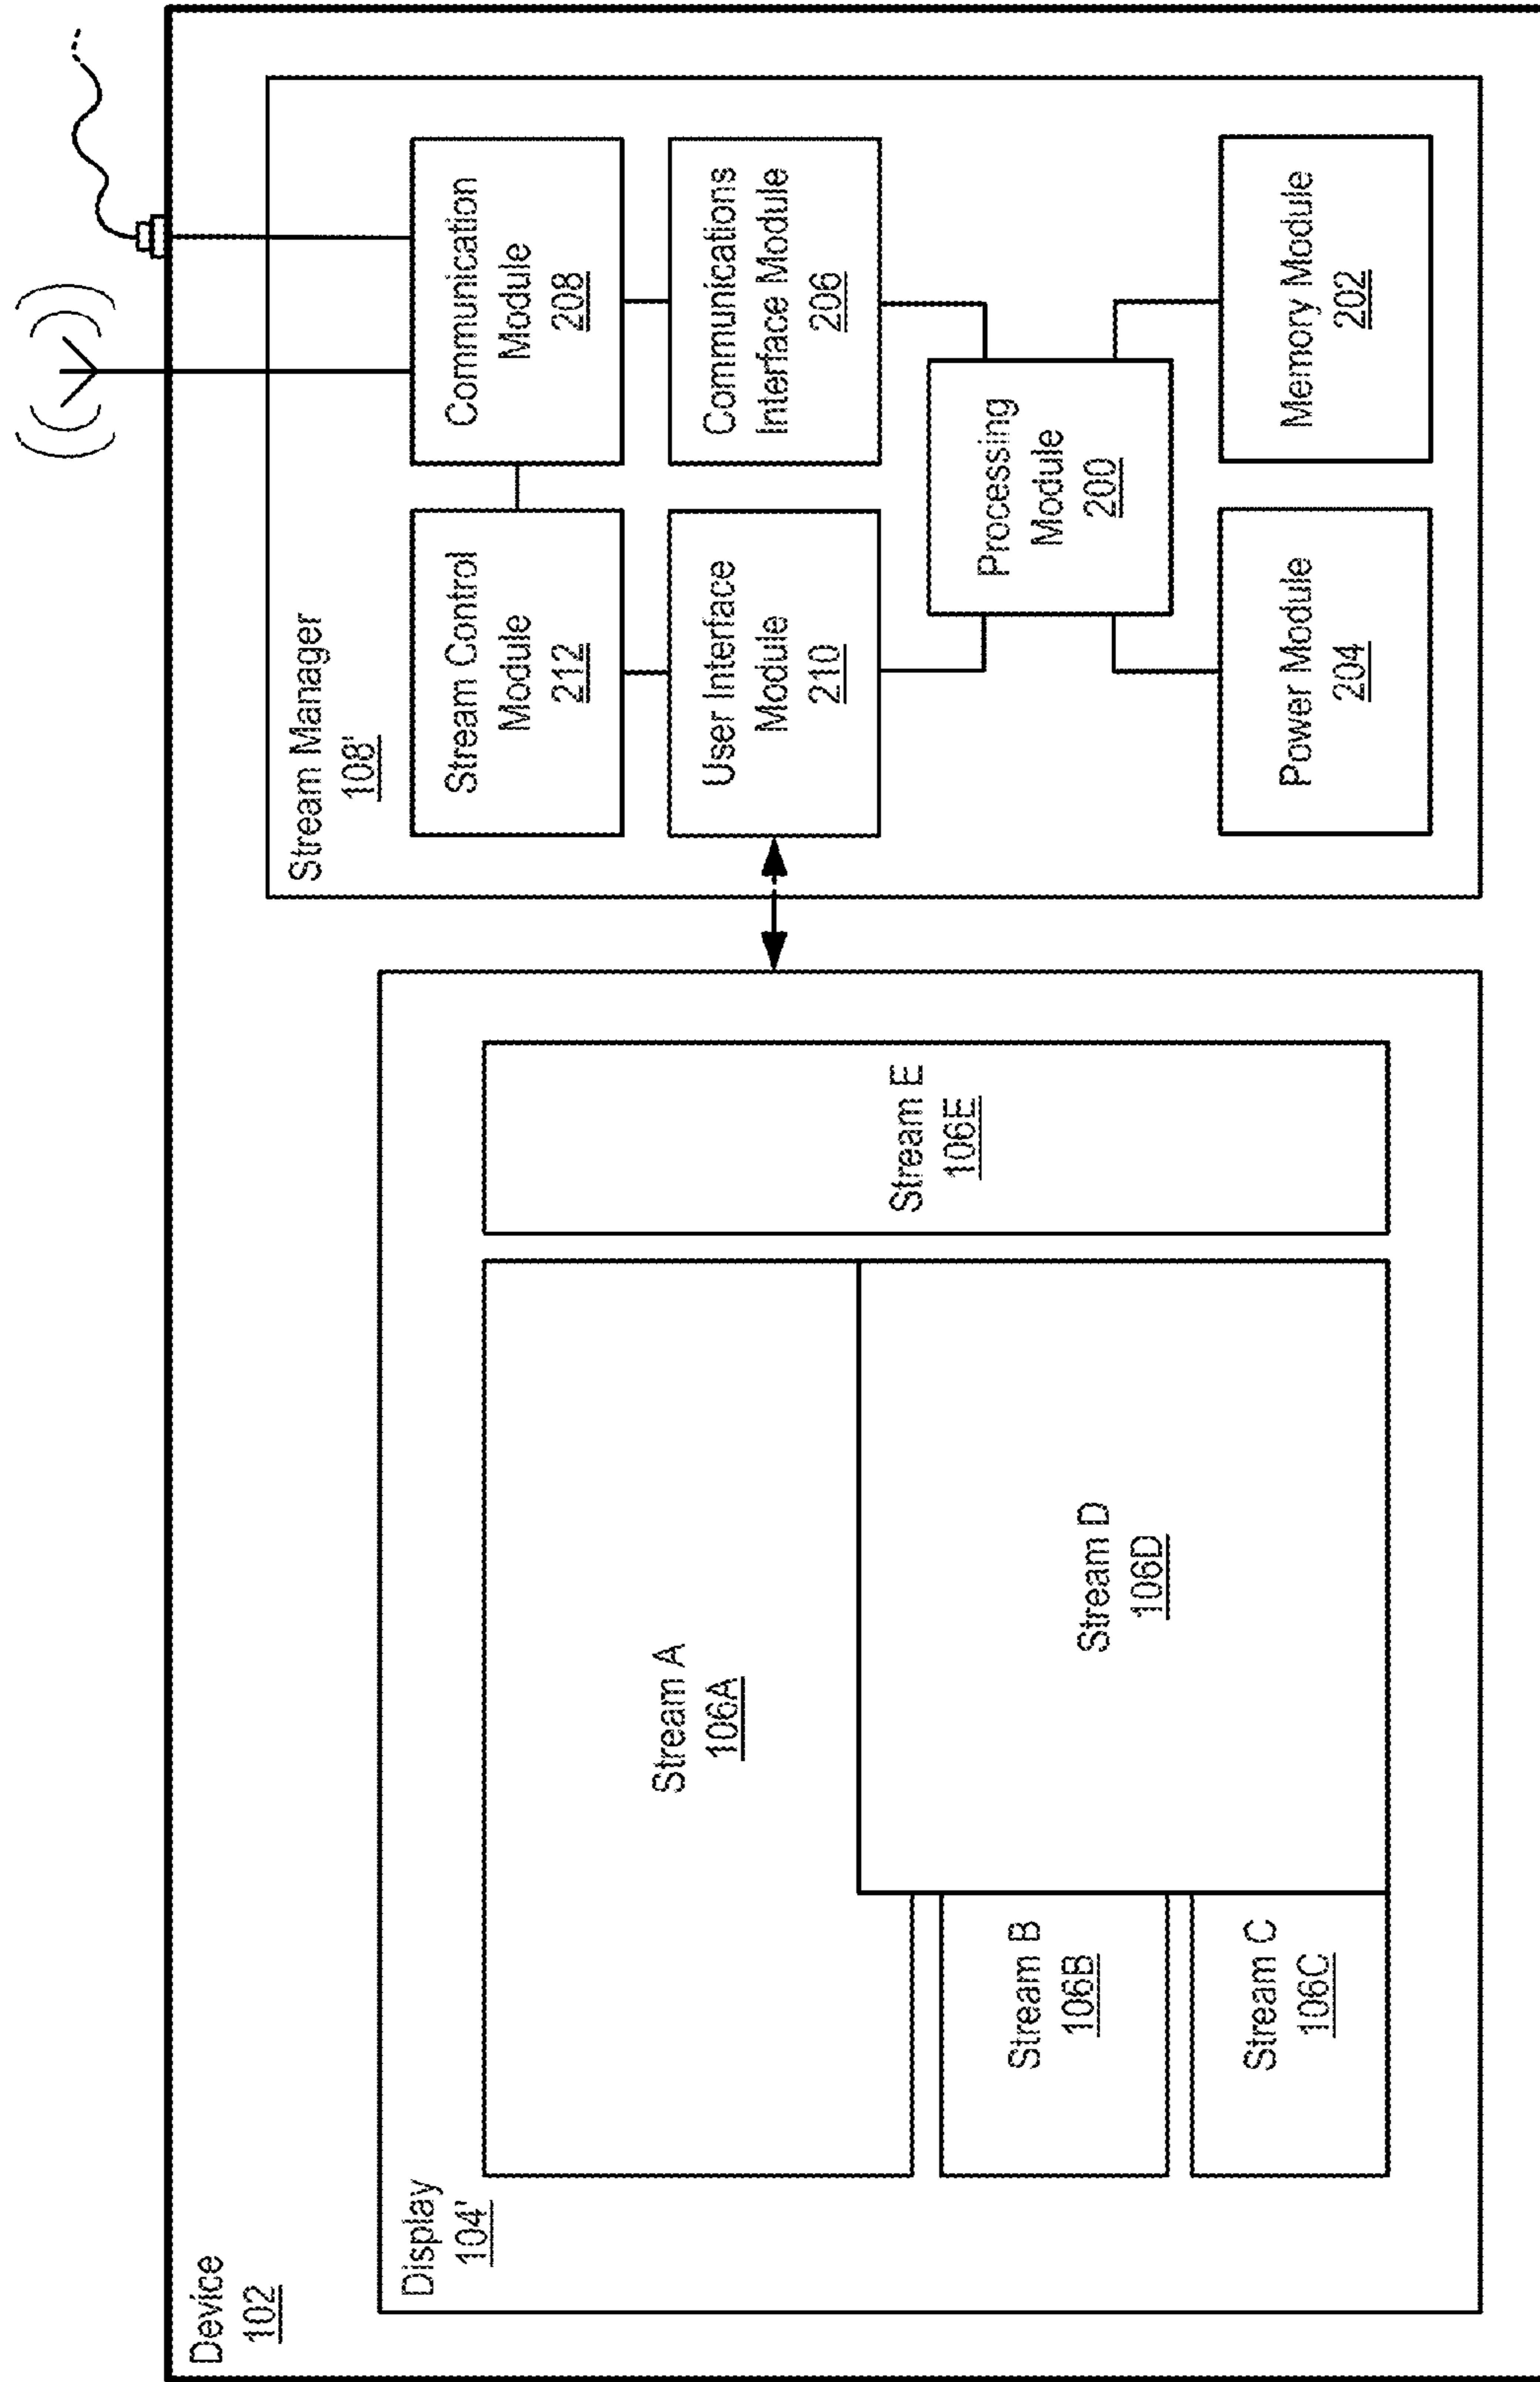 Device
102
Display
104'
Stream A
106A
Stream B
106B
Stream C
106C
Stream D
106D
Stream E
106E
Stream Manager
108'
Stream Control
Module
212
Communication
Module
208
User Interface
Module
210
Communications
Interface Module
206
Processing
Module
200
Power Module
204
Memory Module
202